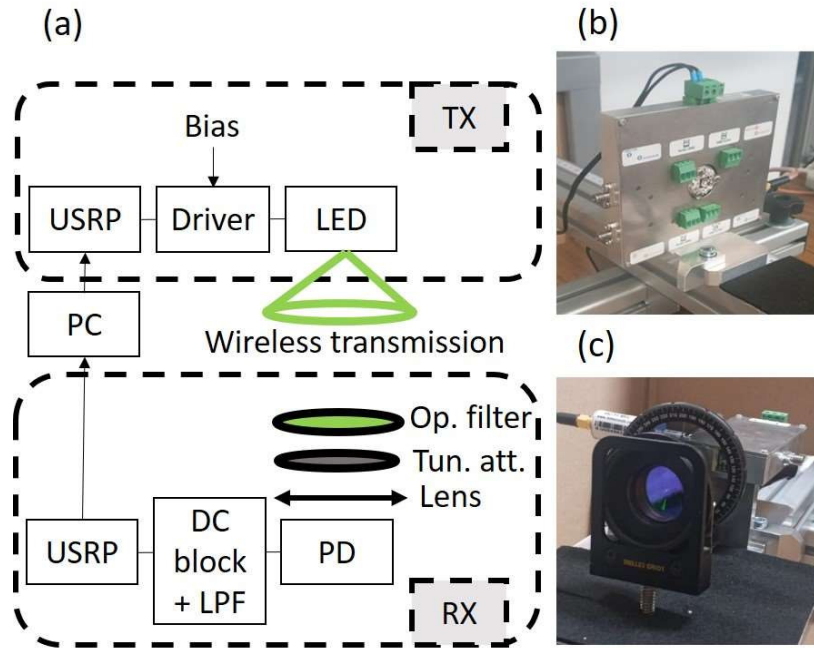 (a)
(b)
TX
Bias
USRP
Driver
LED
PC
Wireless transmission
(c)
Op. filter
Tun. att.
Lens
USRP
DC
block
+ LPF
PD
RX